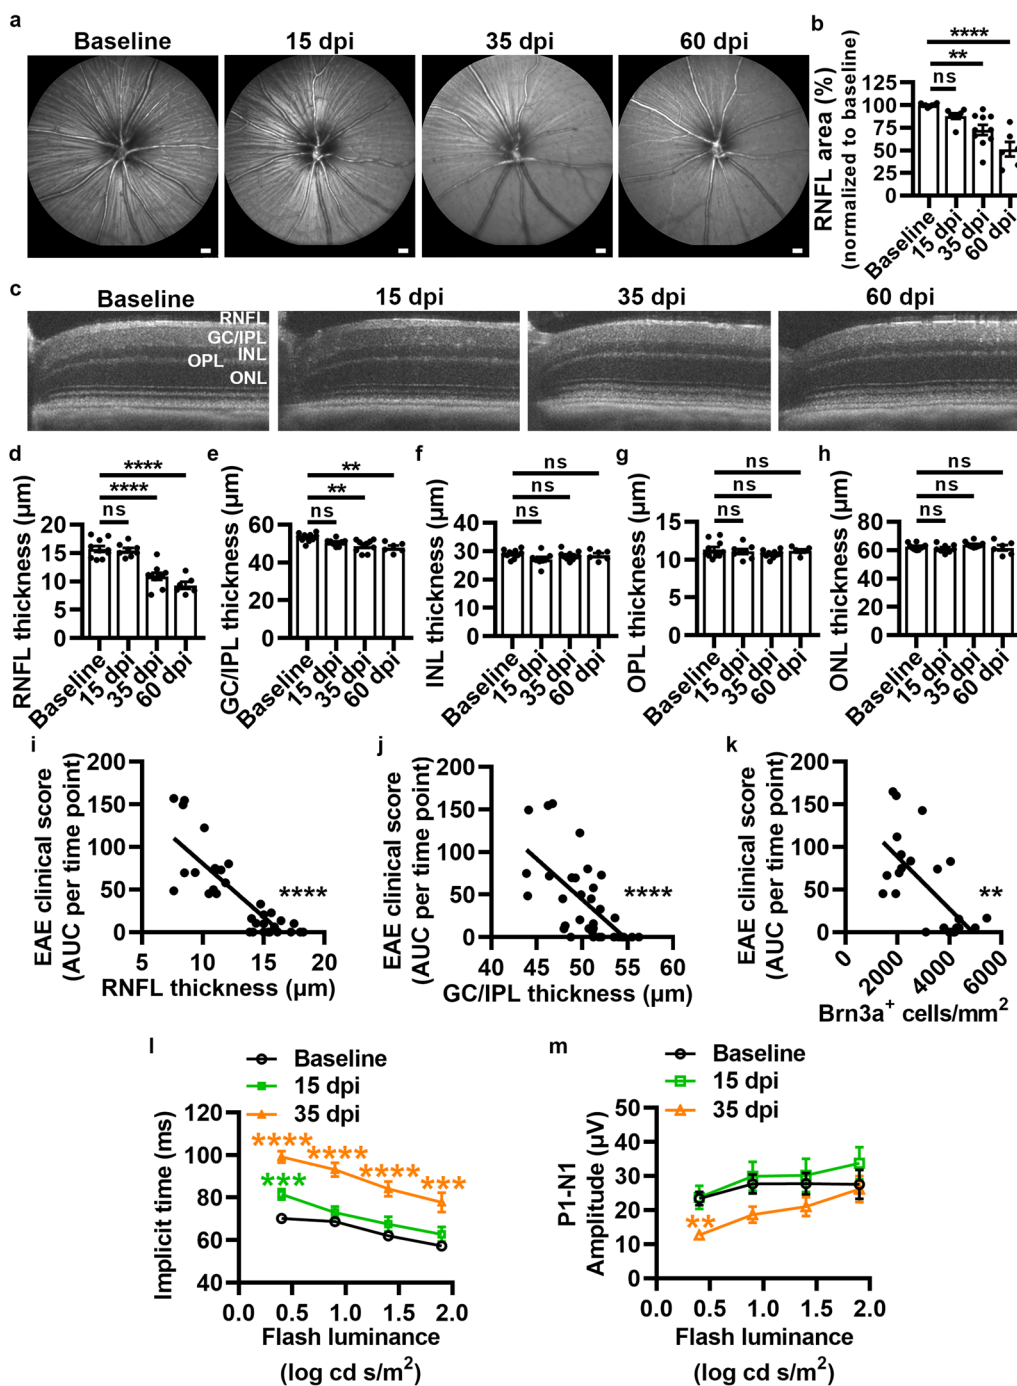 a
Baseline
15 dpi
35 dpi
60 dpi
b
RNFL area (%)
(normalized to baseline)
****
**
ns
125
100
75
50
25
0
Baseline
15 dpi
35 dpi
60 dpi
c
Baseline
15 dpi
35 dpi
60 dpi
RNFL
GC/IPL
INL
OPL
ONL
d
RNFL thickness (µm)
****
****
ns
20
15
10
5
0
Baseline
15 dpi
35 dpi
60 dpi
e
GC/IPL thickness (µm)
**
**
ns
60
40
20
0
Baseline
15 dpi
35 dpi
60 dpi
f
INL thickness (µm)
ns
ns
ns
40
30
20
10
0
Baseline
15 dpi
35 dpi
60 dpi
g
OPL thickness (µm)
ns
ns
ns
15
10
5
0
Baseline
15 dpi
35 dpi
60 dpi
h
ONL thickness (µm)
ns
ns
ns
80
60
40
20
0
Baseline
15 dpi
35 dpi
60 dpi
i
EAE clinical score
(AUC per time point)
200
150
100
50
0
****
5
10
15
20
RNFL thickness (µm)
j
EAE clinical score
(AUC per time point)
200
150
100
50
0
****
40
45
50
55
60
GC/IPL thickness (µm)
k
EAE clinical score
(AUC per time point)
200
150
100
50
0
**
0
2000
4000
6000
Brn3a⁺ cells/mm²
l
Baseline
15 dpi
35 dpi
Implicit time (ms)
120
100
80
60
40
****
****
****
***
***
0.0
0.5
1.0
1.5
2.0
Flash luminance
(log cd s/m²)
m
Baseline
15 dpi
35 dpi
P1-N1
Amplitude (µV)
50
40
30
20
10
0
**
0.0
0.5
1.0
1.5
2.0
Flash luminance
(log cd s/m²)